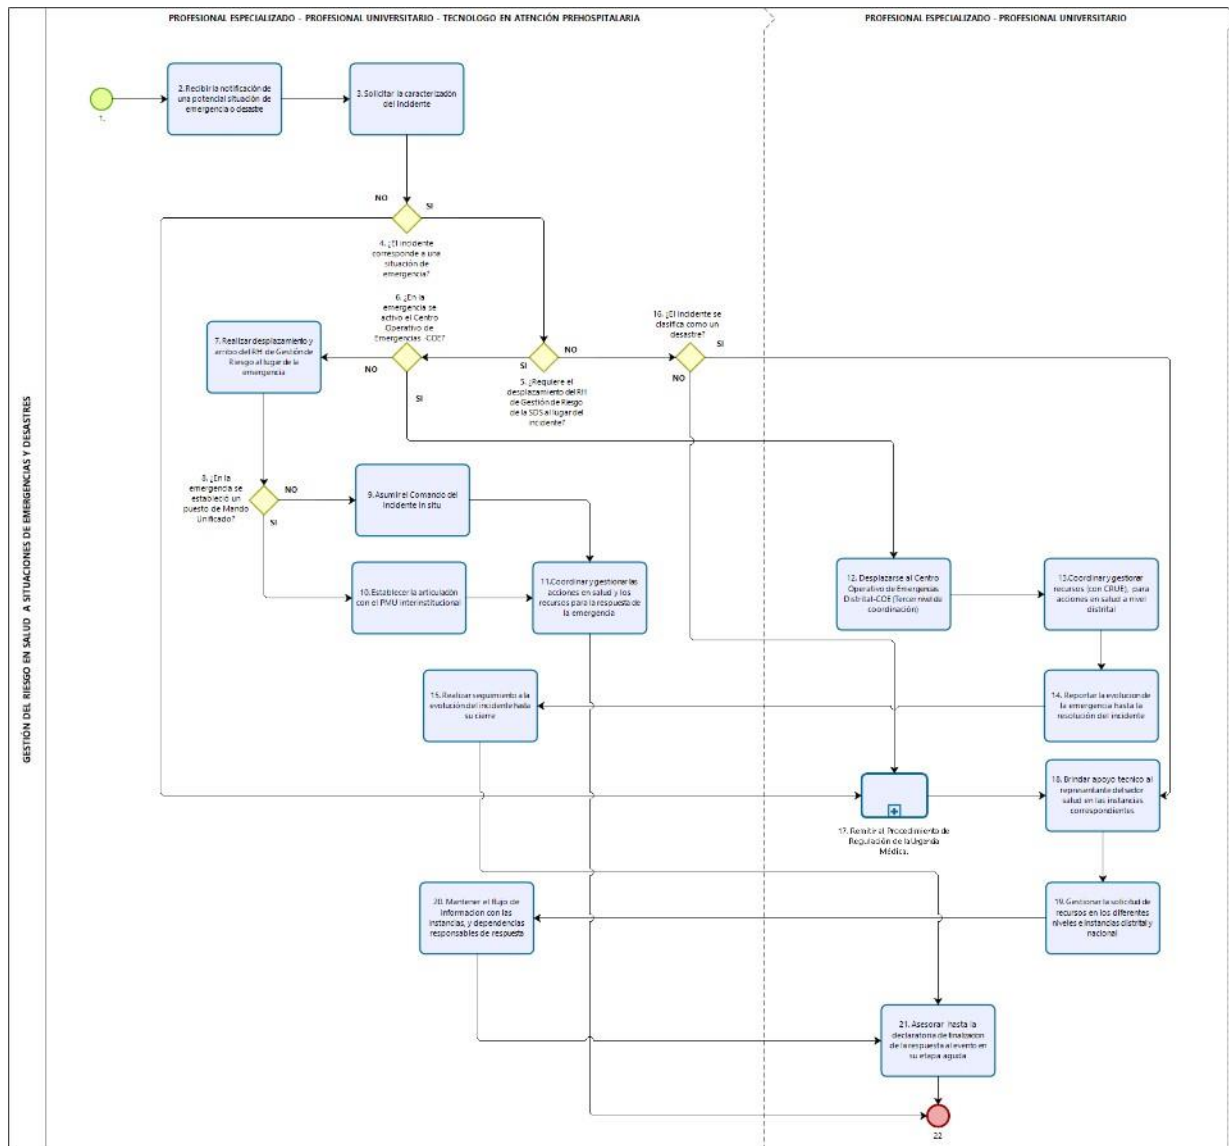 PROFESIONAL ESPECIALIZADO - PROFESIONAL UNIVERSITARIO - TECNOLOGO EN ATENCIÓN PREHOSPITALARIA
PROFESIONAL ESPECIALIZADO - PROFESIONAL UNIVERSITARIO
GESTIÓN DEL RIESGO EN SALUD A SITUACIONES DE EMERGENCIAS Y DESASTRES
1.
2. Recibir la notificación de
una potencial situación de
emergencia o desastre
3. Solicitar la caracterización
del incidente
NO
SI
4. ¿El incidente
corresponde a una
situación de
emergencia?
6. ¿En la
emergencia se
activo el Centro
Operativo de
Emergencias -COE?
NO
SI
7. Realizar desplazamiento y
arribo del RH de Gestión de
Riesgo al lugar de la
emergencia
SI
NO
5. ¿Requiere el
desplazamiento del RH
de Gestión de Riesgo
de la SDS al lugar del
incidente?
16. ¿El incidente se
clasifica como un
desastre?
SI
NO
8. ¿En la
emergencia se
estableció un
puesto de Mando
Unificado?
NO
SI
9. Asumir el Comando del
incidente in situ
10. Establecer la articulación
con el PMU interinstitucional
11. Coordinar y gestionar las
acciones en salud y los
recursos para la respuesta de
la emergencia
12. Desplazarse al Centro
Operativo de Emergencias
Distrital-COE (Tercer nivel de
coordinación)
13. Coordinar y gestionar
recursos (con CRUE), para
acciones en salud a nivel
distrital
15. Realizar seguimiento a la
evolución del incidente hasta
su cierre
14. Reportar la evolucion de
la emergencia hasta la
resolución del incidente
17. Remitir al Procedimiento de
Regulación de la Urgencia
Médica.
18. Brindar apoyo tecnico al
representante del sector
salud en las instancias
correspondientes
20. Mantener el flujo de
informacion con las
instancias, y dependencias
responsables de respuesta
19. Gestionar la solicitud de
recursos en los diferentes
niveles e instancias distrital y
nacional
21. Asesorar hasta la
declaratoria de finalizacion
de la respuesta al evento en
su etapa aguda
22